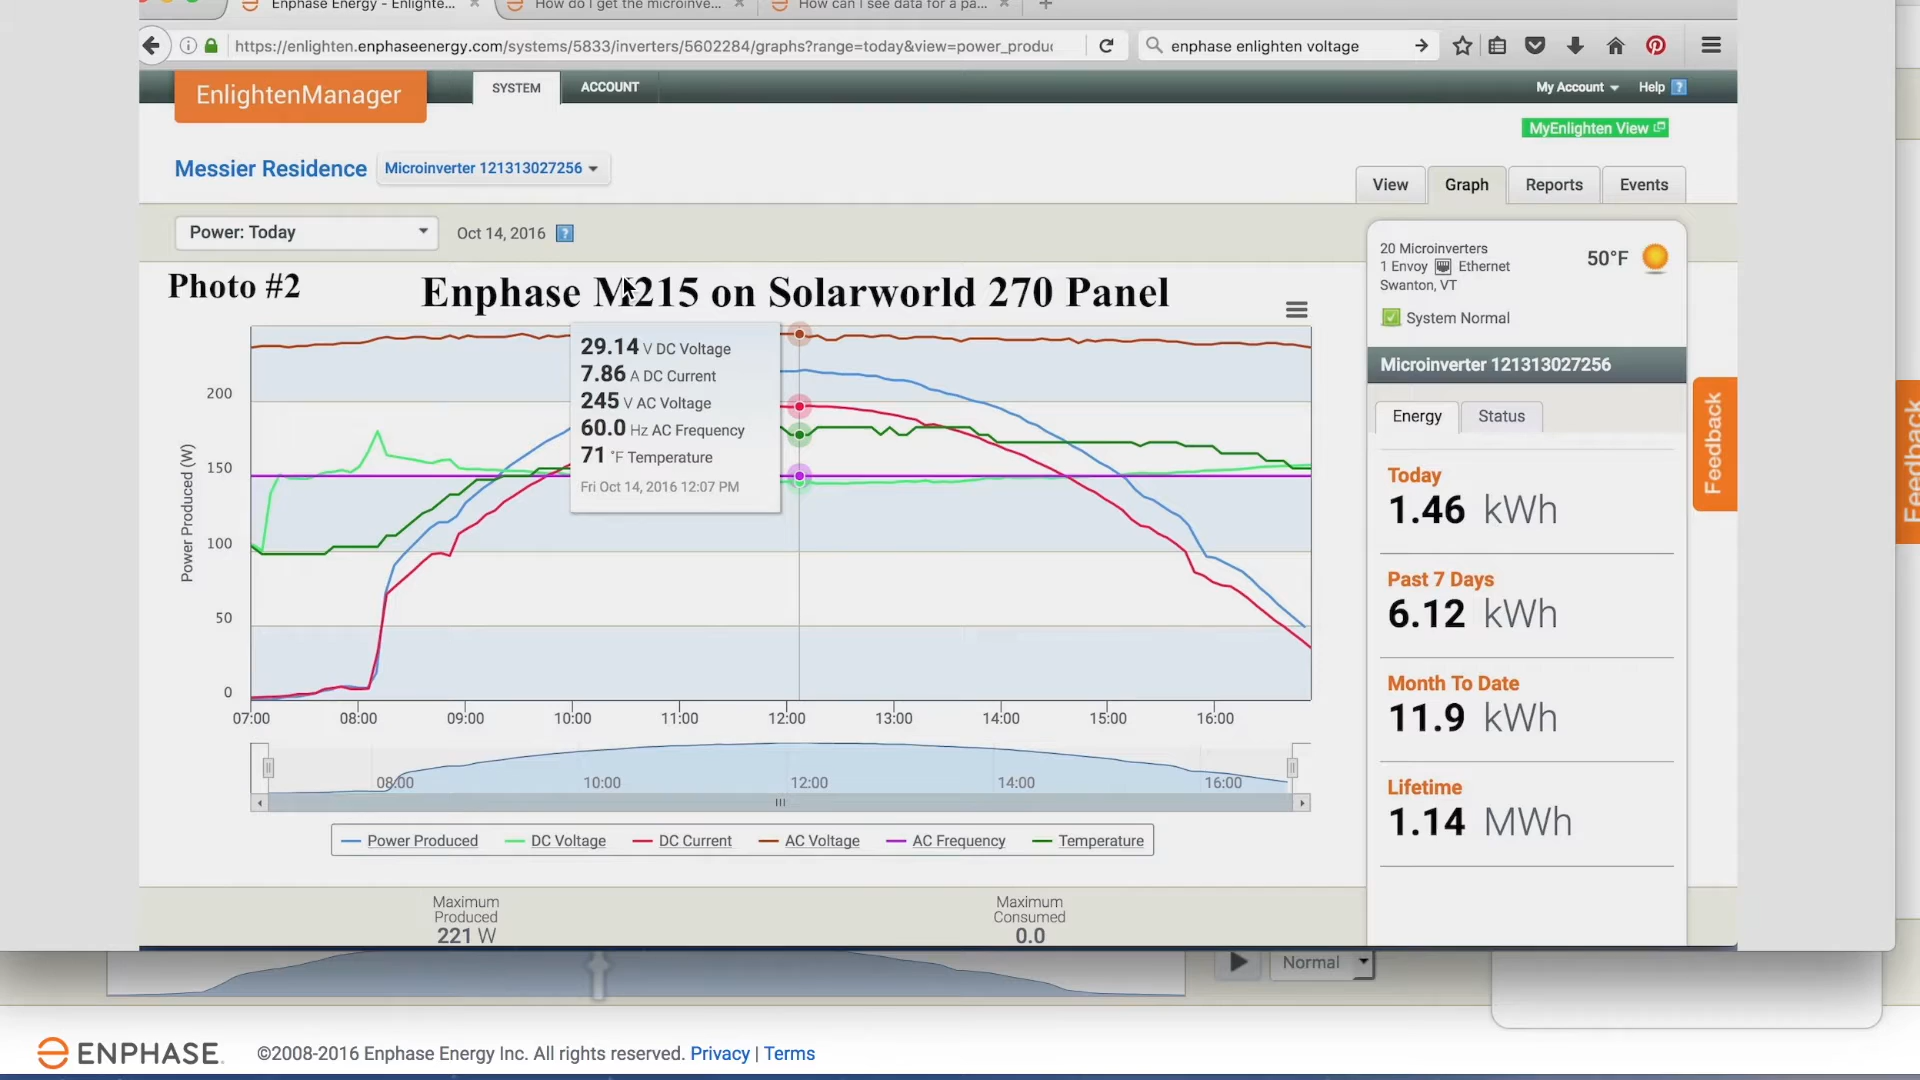 Enphase Energy - Enlighte...
How do I get the microinve...
How can I see data for a pa...
https://enlighten.enphaseenergy.com/systems/5833/inverters/5602284/graphs?range=today&view=power_produc
enphase enlighten voltage
EnlightenManager
SYSTEM
ACCOUNT
My Account
Help ?
MyEnlighten View
Messier Residence
Microinverter 121313027256
View
Graph
Reports
Events
Power: Today
Oct 14, 2016 ?
Photo #2
Enphase M215 on Solarworld 270 Panel
29.14 V DC Voltage
7.86 A DC Current
245 V AC Voltage
60.0 Hz AC Frequency
71 °F Temperature
Fri Oct 14, 2016 12:07 PM
Power Produced (W)
200
150
100
50
0
07:00 08:00 09:00 10:00 11:00 12:00 13:00 14:00 15:00 16:00
08:00 10:00 12:00 14:00 16:00
Power Produced DC Voltage DC Current AC Voltage AC Frequency Temperature
Maximum
Produced
221 W
Maximum
Consumed
0.0
20 Microinverters
1 Envoy Ethernet
Swanton, VT
50°F
System Normal
Microinverter 121313027256
Energy
Status
Today
1.46 kWh
Past 7 Days
6.12 kWh
Month To Date
11.9 kWh
Lifetime
1.14 MWh
Feedback
Feedback
Normal
ENPHASE
©2008-2016 Enphase Energy Inc. All rights reserved. Privacy | Terms